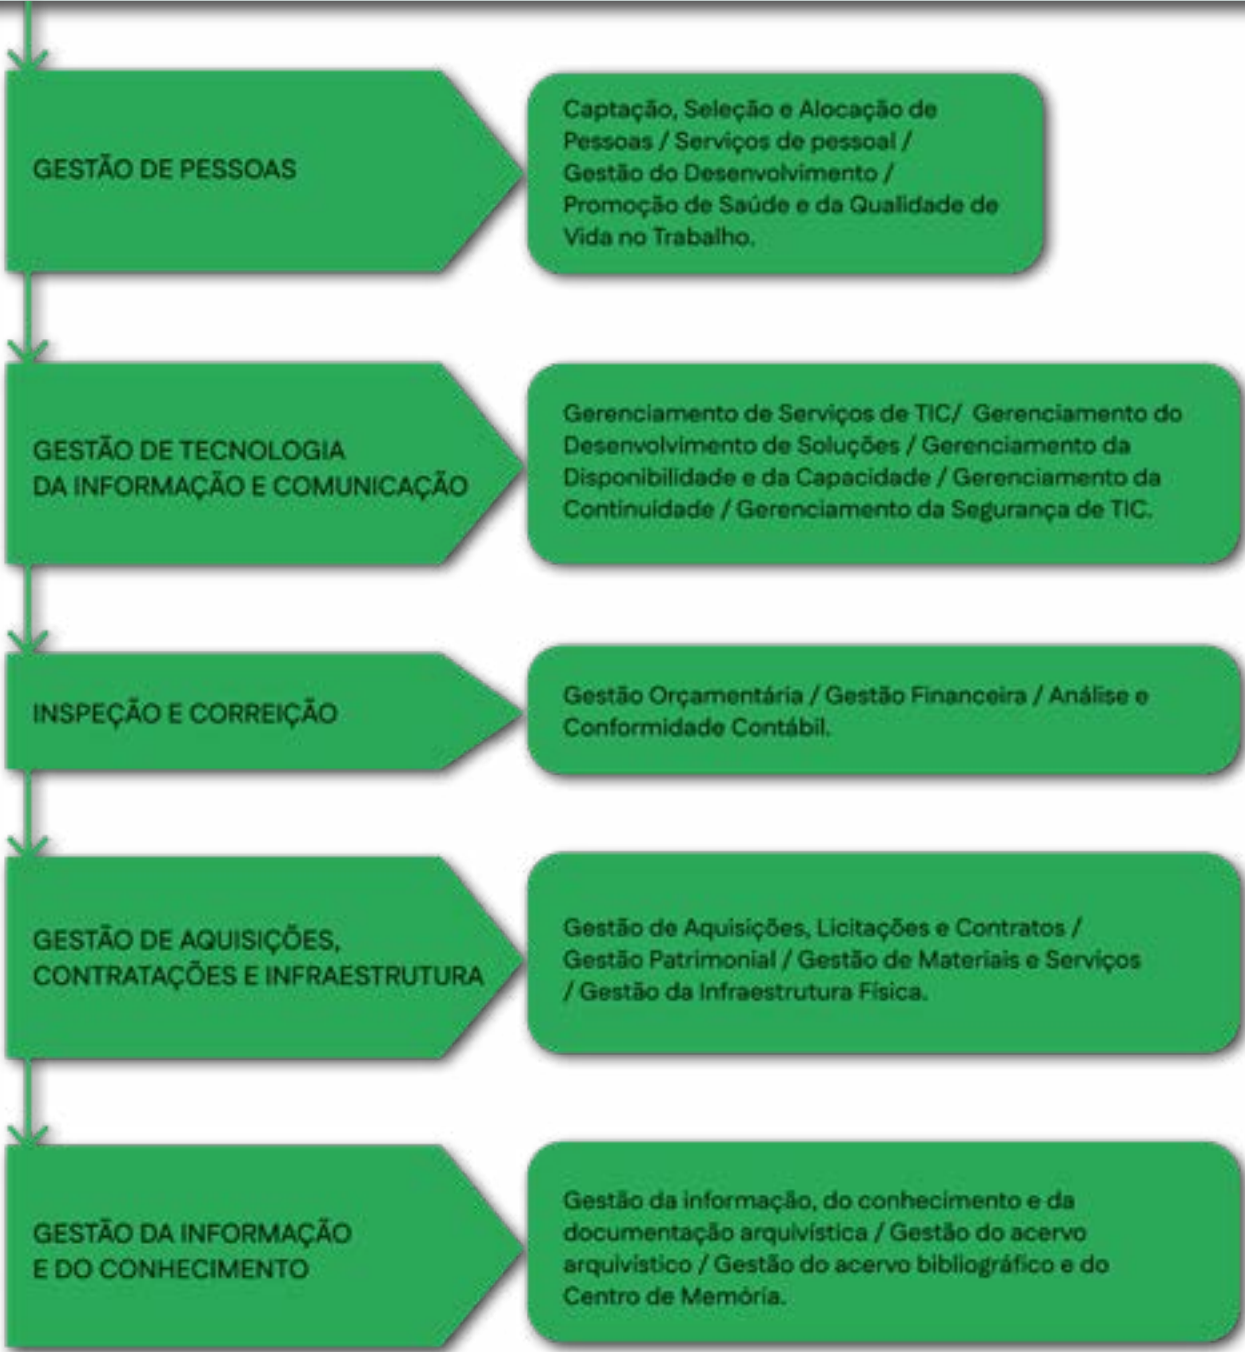 GESTÃO DE PESSOAS
Captação, Seleção e Alocação de
Pessoas / Serviços de pessoal /
Gestão do Desenvolvimento /
Promoção de Saúde e da Qualidade de
Vida no Trabalho.
GESTÃO DE TECNOLOGIA
DA INFORMAÇÃO E COMUNICAÇÃO
Gerenciamento de Serviços de TIC/ Gerenciamento do
Desenvolvimento de Soluções / Gerenciamento da
Disponibilidade e da Capacidade / Gerenciamento da
Continuidade / Gerenciamento da Segurança de TIC.
INSPEÇÃO E CORREIÇÃO
Gestão Orçamentária / Gestão Financeira / Análise e
Conformidade Contábil.
GESTÃO DE AQUISIÇÕES,
CONTRATAÇÕES E INFRAESTRUTURA
Gestão de Aquisições, Licitações e Contratos /
Gestão Patrimonial / Gestão de Materiais e Serviços
/ Gestão da Infraestrutura Física.
GESTÃO DA INFORMAÇÃO
E DO CONHECIMENTO
Gestão da informação, do conhecimento e da
documentação arquivística / Gestão do acervo
arquivístico / Gestão do acervo bibliográfico e do
Centro de Memória.